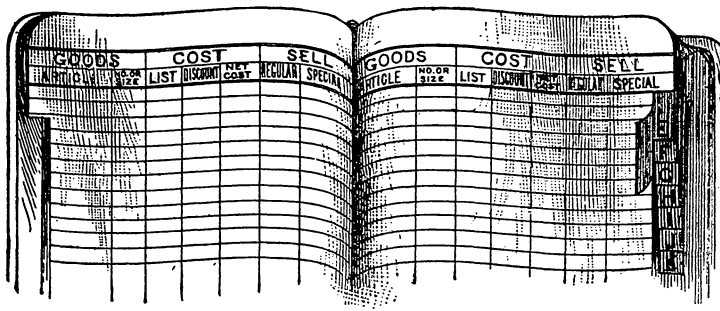 GOODS COST SELL
ARTICLE NO. OR SIZE LIST DISCOUNT NET COST REGULAR SPECIAL
GOODS COST SELL
ARTICLE NO. OR SIZE LIST DISCOUNT NET COST REGULAR SPECIAL